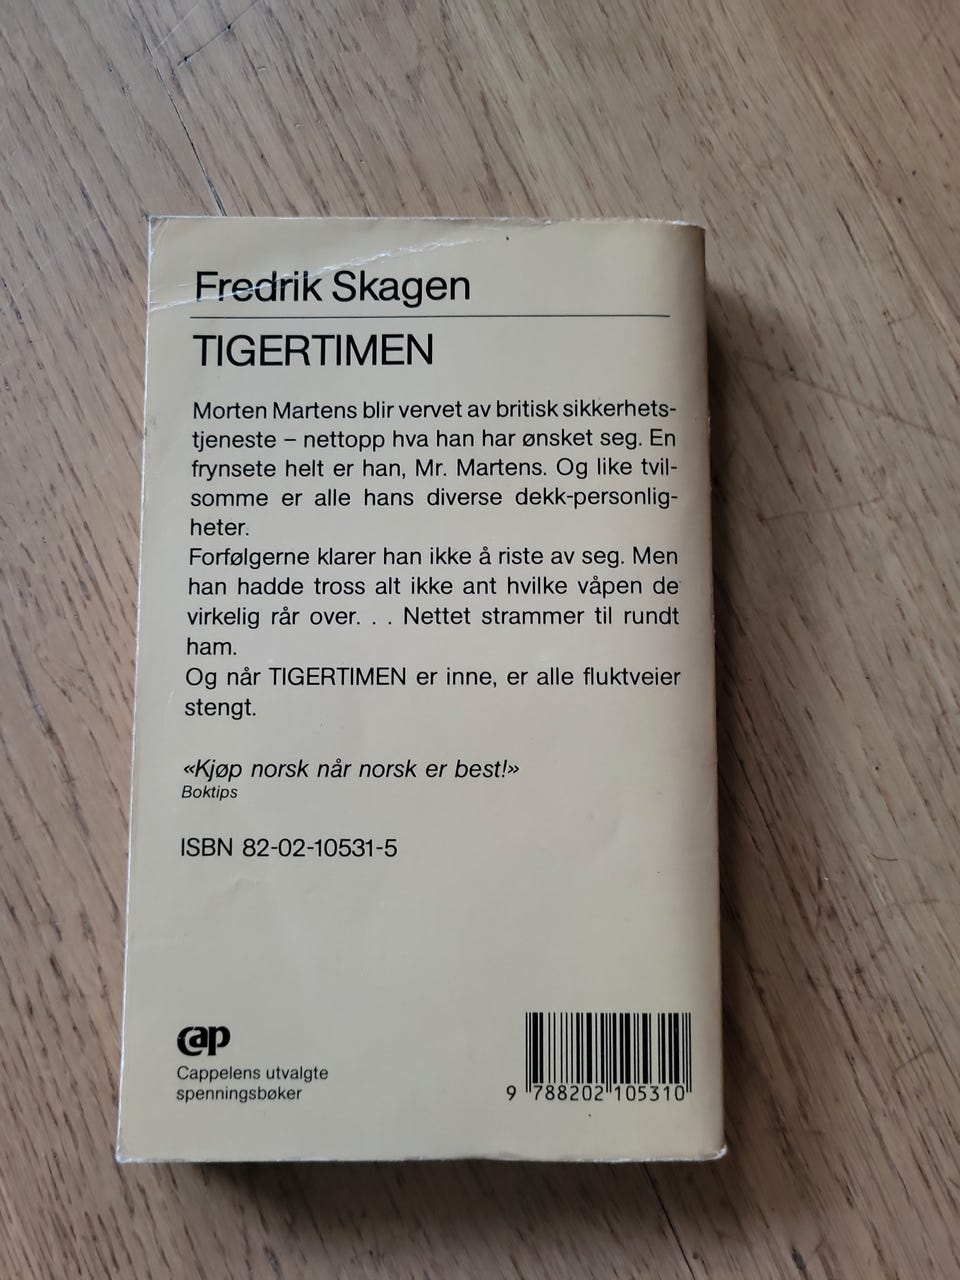 Fredrik Skagen
TIGERTIMEN
Morten Martens blir vervet av britisk sikkerhets-
tjeneste – nettopp hva han har ønsket seg. En
frynsete helt er han, Mr. Martens. Og like tvil-
somme er alle hans diverse dekk-personlig-
heter.
Forfølgerne klarer han ikke å riste av seg. Men
han hadde tross alt ikke ant hvilke våpen de
virkelig rår over. . . Nettet strammer til rundt
ham.
Og når TIGERTIMEN er inne, er alle fluktveier
stengt.
«Kjøp norsk når norsk er best!»
Boktips
ISBN 82-02-10531-5
cap
Cappelens utvalgte
spenningsbøker
9 788202 105310